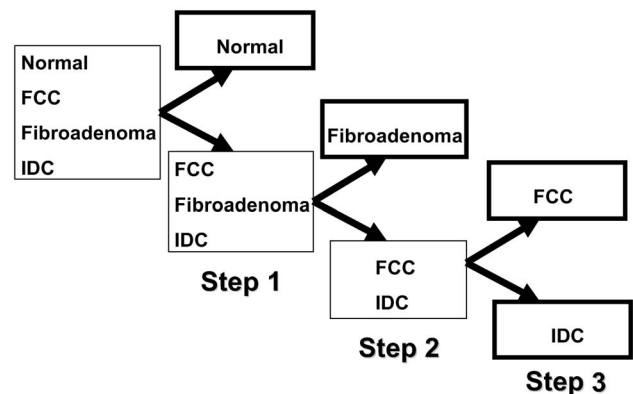 Normal
FCC
Fibroadenoma
IDC
Normal
FCC
Fibroadenoma
IDC
Step 1
Fibroadenoma
FCC
IDC
Step 2
FCC
IDC
Step 3